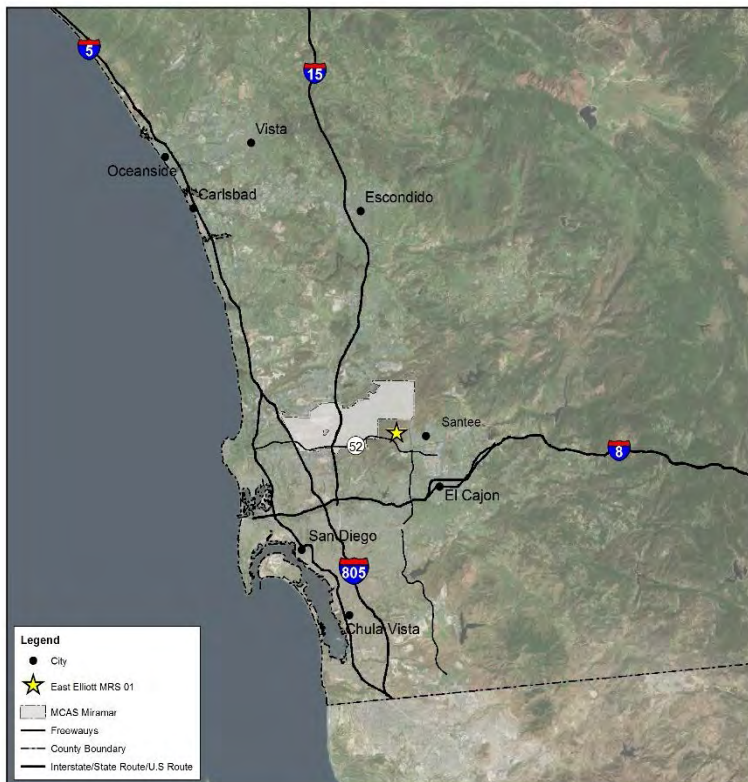 5
15
Vista
Oceanside
Carlsbad
Escondido
Santee
52
8
El Cajon
San Diego
805
Chula Vista
Legend
City
East Elliott MRS 01
MCAS Miramar
Freewauys
County Boundary
Interstate/State Route/U.S Route